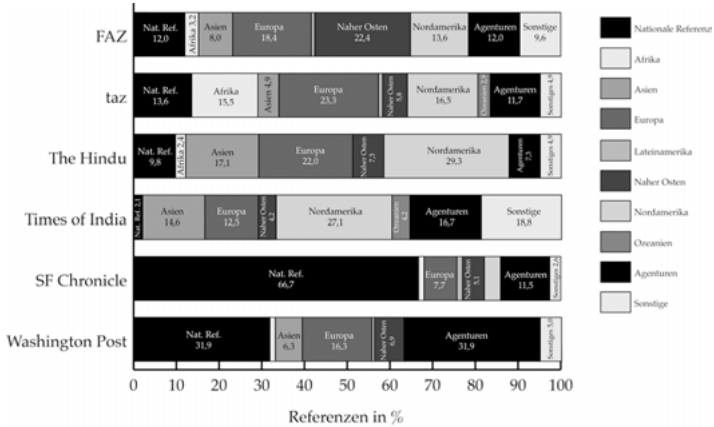 FAZ
Nat. Ref.
12,0
Afrika 3,2
Asien
8,0
Europa
18,4
Naher Osten
22,4
Nordamerika
13,6
Agenturen
12,0
Sonstige
9,6
taz
Nat. Ref.
13,6
Afrika
15,5
Asien 4,9
Europa
23,3
Naher Osten
5,8
Nordamerika
16,5
Ozeanien 2,9
Agenturen
11,7
Sonstiges 4,9
The Hindu
Nat. Ref.
9,8
Afrika 2,4
Asien
17,1
Europa
22,0
Naher Osten
7,3
Nordamerika
29,3
Agenturen
7,3
Sonstiges 4,9
Times of India
Nat. Ref. 2,1
Asien
14,6
Europa
12,5
Naher Osten
4,2
Nordamerika
27,1
Ozeanien
4,2
Agenturen
16,7
Sonstige
18,8
SF Chronicle
Nat. Ref.
66,7
Europa
7,7
Naher Osten
5,1
Agenturen
11,5
Sonstiges 2,6
Washington Post
Nat. Ref.
31,9
Asien
6,3
Europa
16,3
Naher Osten
6,9
Agenturen
31,9
Sonstiges 5,0
0 10 20 30 40 50 60 70 80 90 100
Referenzen in %
Nationale Referenz
Afrika
Asien
Europa
Lateinamerika
Naher Osten
Nordamerika
Ozeanien
Agenturen
Sonstige